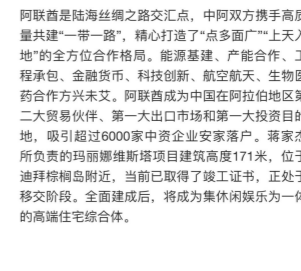 阿联酋是陆海丝绸之路交汇点，中阿双方携手高质
量共建“一带一路”，精心打造了“点多面广”“上天入
地”的全方位合作格局。能源基建、产能合作、工
程承包、金融货币、科技创新、航空航天、生物医
药合作方兴未艾。阿联酋成为中国在阿拉伯地区第
二大贸易伙伴、第一大出口市场和第一大投资目的
地，吸引超过6000家中资企业安家落户。蒋家杰
所负责的玛丽娜维斯塔项目建筑高度171米，位于
迪拜棕榈岛附近，当前已取得了竣工证书，正处于
移交阶段。全面建成后，将成为集休闲娱乐为一体
的高端住宅综合体。